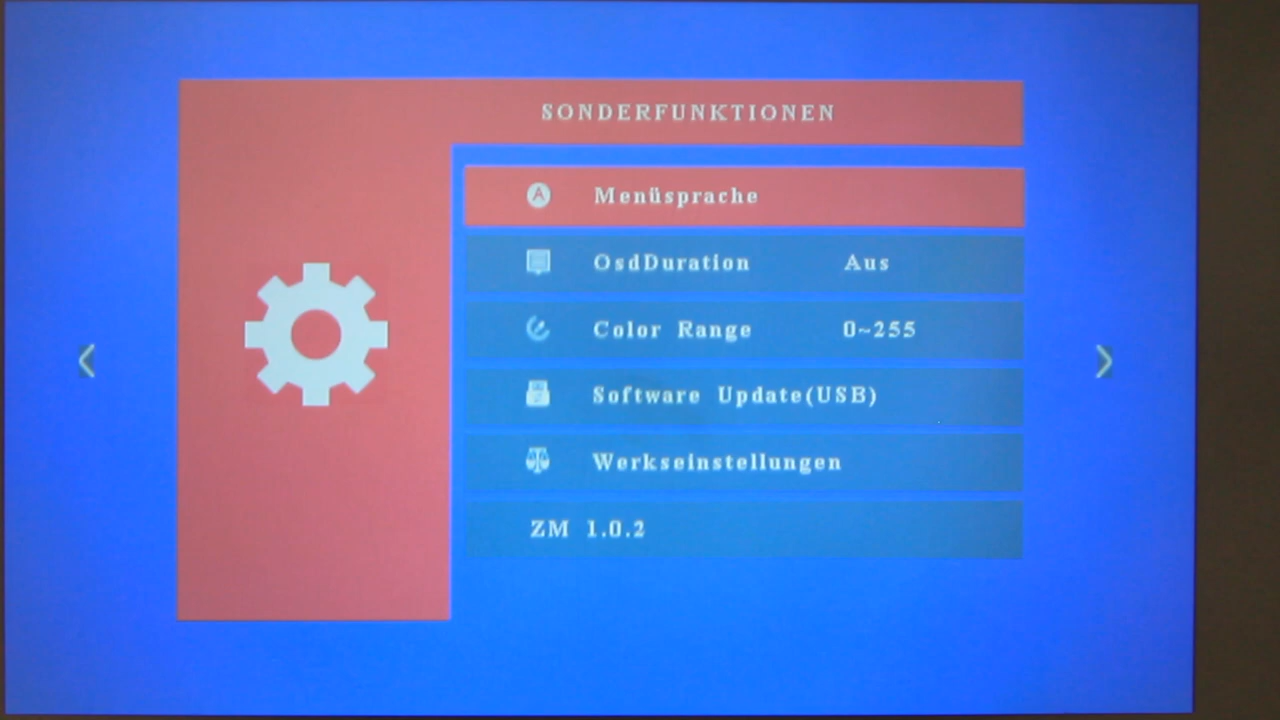 SONDERFUNKTIONEN
A Menüsprache
OsdDuration Aus
Color Range 0~255
Software Update(USB)
Werkseinstellungen
ZM 1.0.2